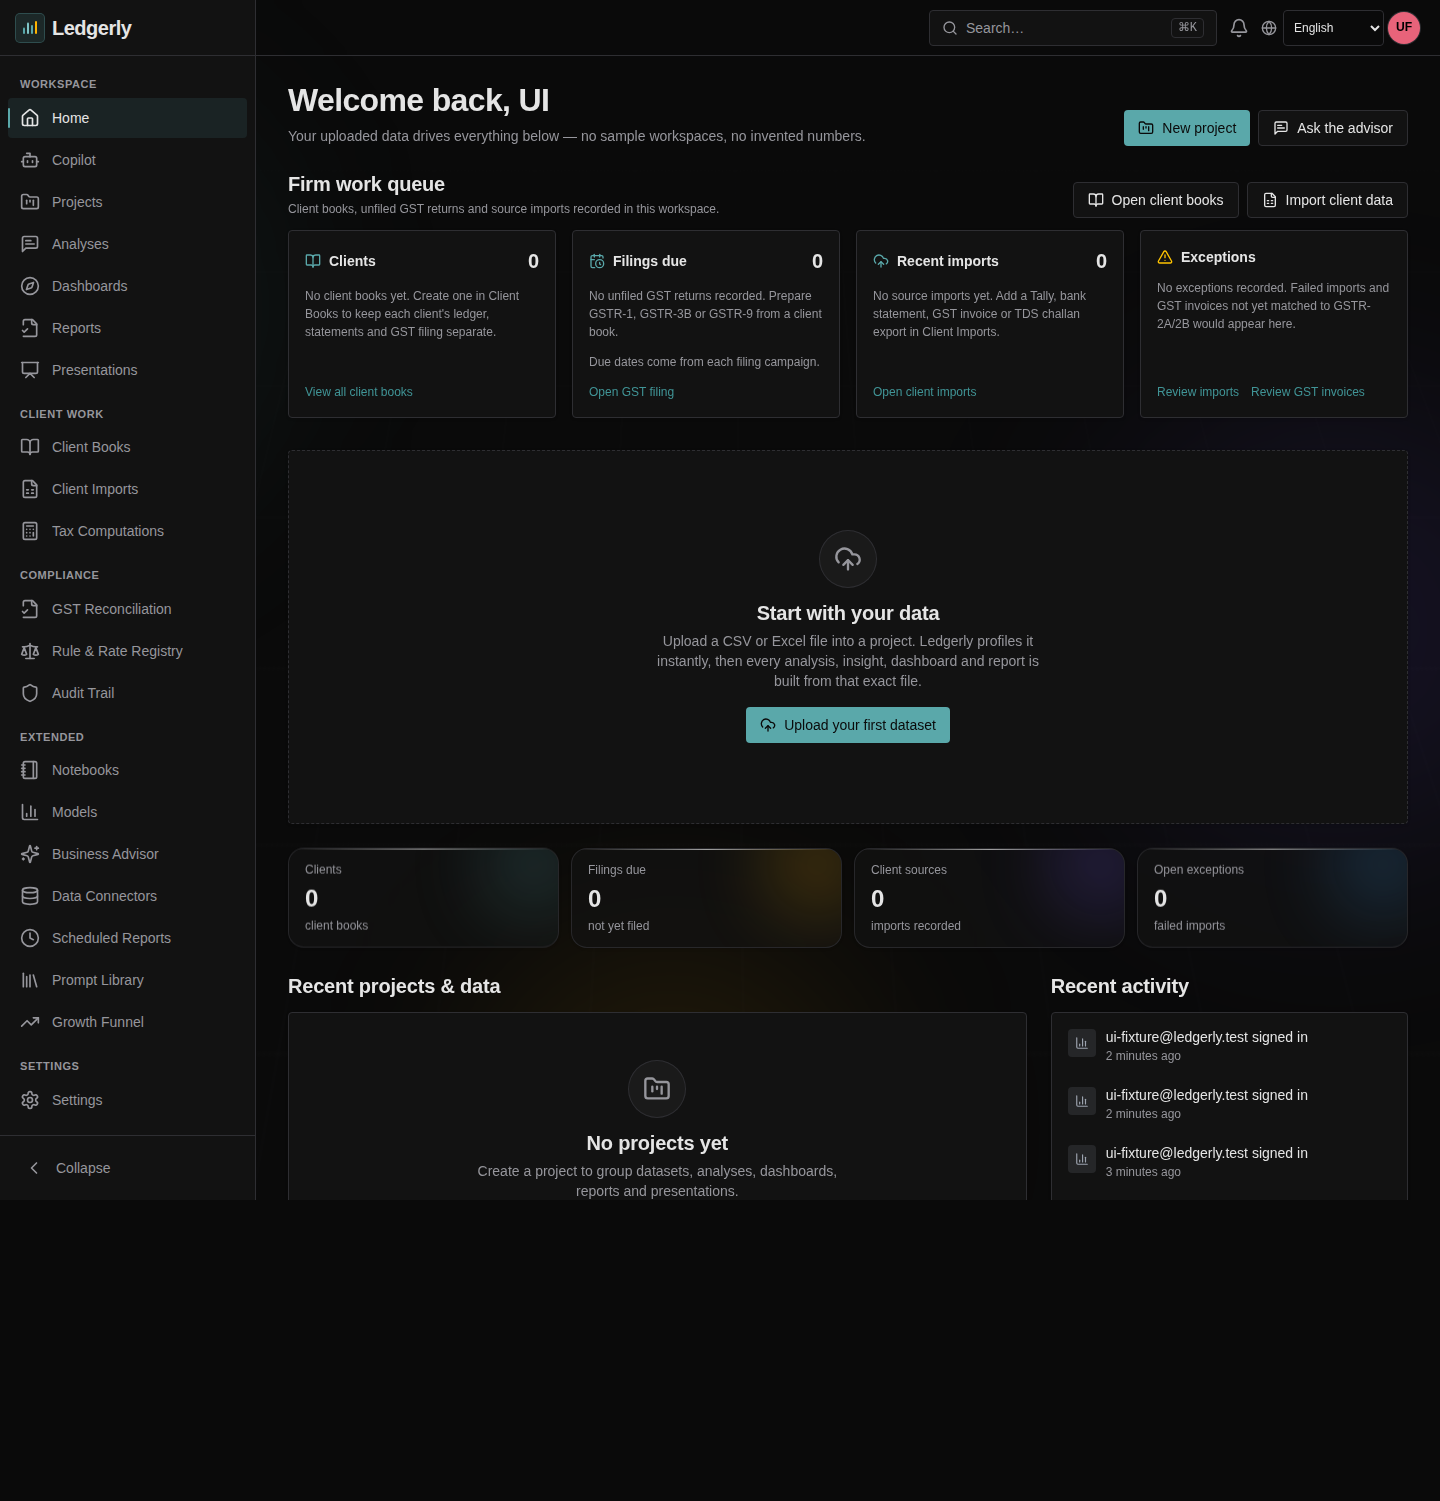 Ledgerly
Search…
⌘K
English
UF
WORKSPACE
Home
Copilot
Projects
Analyses
Dashboards
Reports
Presentations
CLIENT WORK
Client Books
Client Imports
Tax Computations
COMPLIANCE
GST Reconciliation
Rule & Rate Registry
Audit Trail
EXTENDED
Notebooks
Models
Business Advisor
Data Connectors
Scheduled Reports
Prompt Library
Growth Funnel
SETTINGS
Settings
Collapse
Welcome back, UI
Your uploaded data drives everything below — no sample workspaces, no invented numbers.
New project
Ask the advisor
Firm work queue
Client books, unfiled GST returns and source imports recorded in this workspace.
Open client books
Import client data
Clients
0
No client books yet. Create one in Client
Books to keep each client's ledger,
statements and GST filing separate.
View all client books
Filings due
0
No unfiled GST returns recorded. Prepare
GSTR-1, GSTR-3B or GSTR-9 from a client
book.
Due dates come from each filing campaign.
Open GST filing
Recent imports
0
No source imports yet. Add a Tally, bank
statement, GST invoice or TDS challan
export in Client Imports.
Open client imports
Exceptions
No exceptions recorded. Failed imports and
GST invoices not yet matched to GSTR-
2A/2B would appear here.
Review imports
Review GST invoices
Start with your data
Upload a CSV or Excel file into a project. Ledgerly profiles it
instantly, then every analysis, insight, dashboard and report is
built from that exact file.
Upload your first dataset
Clients
0
client books
Filings due
0
not yet filed
Client sources
0
imports recorded
Open exceptions
0
failed imports
Recent projects & data
No projects yet
Create a project to group datasets, analyses, dashboards,
reports and presentations.
Recent activity
ui-fixture@ledgerly.test signed in
2 minutes ago
ui-fixture@ledgerly.test signed in
2 minutes ago
ui-fixture@ledgerly.test signed in
3 minutes ago